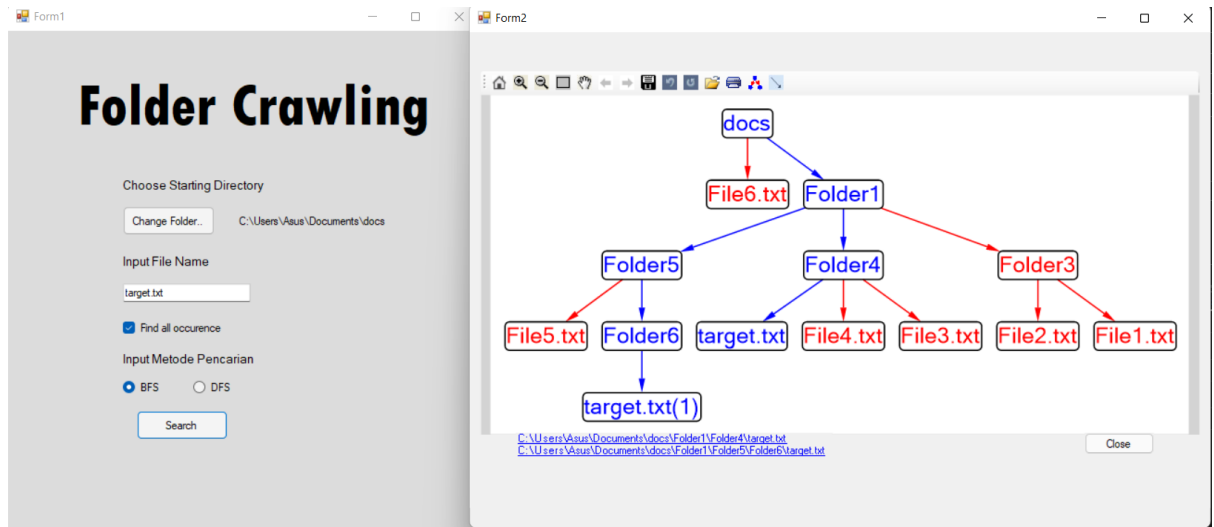 Form1
Folder Crawling
Choose Starting Directory
Change Folder.. C:\Users\Asus\Documents\docs
Input File Name
target.txt
Find all occurence
Input Metode Pencarian
BFS DFS
Search
Form2
docs
File6.txt Folder1
Folder5 Folder4 Folder3
File5.txt Folder6 target.txt File4.txt File3.txt File2.txt File1.txt
target.txt(1)
C:\Users\Asus\Documents\docs\Folder1\Folder4\target.txt
C:\Users\Asus\Documents\docs\Folder1\Folder5\Folder6\target.txt
Close